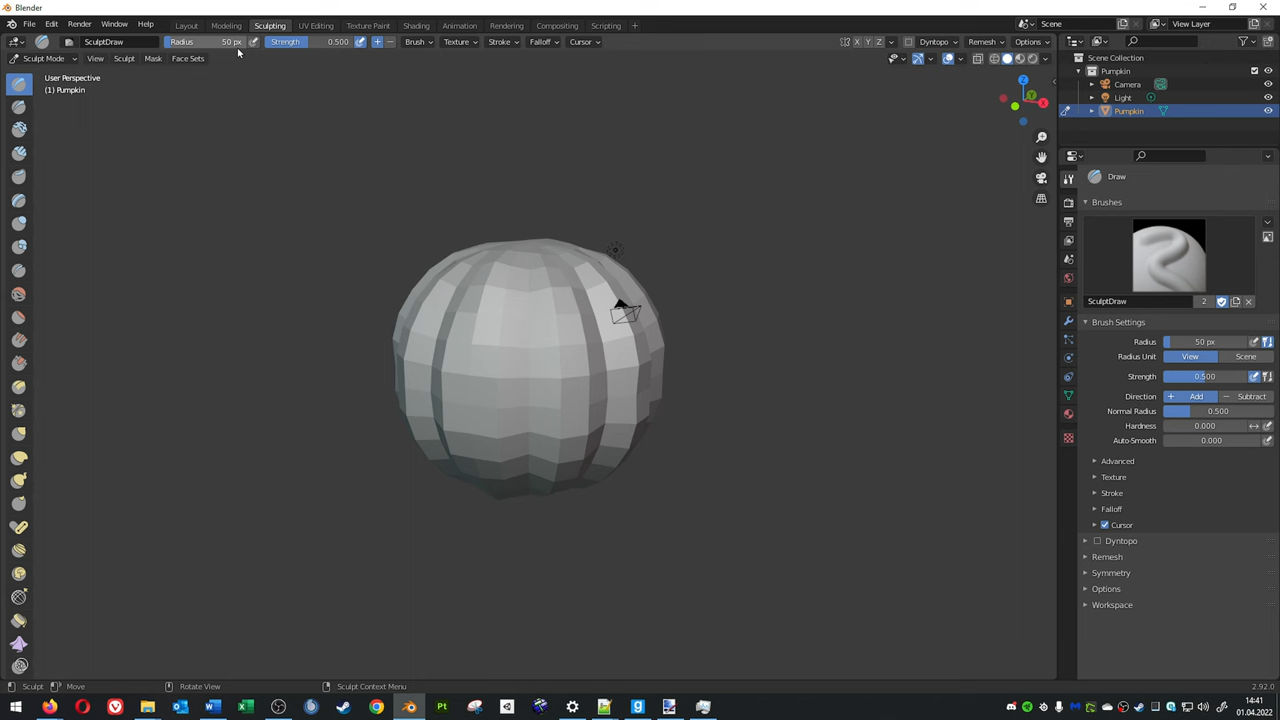 Blender
File Edit Render Window Help Layout Modeling Sculpting UV Editing Texture Paint Shading Animation Rendering Compositing Scripting + Scene View Layer
SculptDraw Radius 50 px Strength 0.500 + − Brush Texture Stroke Falloff Cursor X Y Z Dyntopo Remesh Options
Sculpt Mode View Sculpt Mask Face Sets
User Perspective
(1) Pumpkin
Z
Y
X
Scene Collection
Pumpkin
Camera
Light
Pumpkin
Draw
Brushes
SculptDraw 2
Brush Settings
Radius 50 px
Radius Unit View Scene
Strength 0.500
Direction + Add − Subtract
Normal Radius 0.500
Hardness 0.000
Auto-Smooth 0.000
Advanced
Texture
Stroke
Falloff
Cursor
Dyntopo
Remesh
Symmetry
Options
Workspace
Sculpt Move Rotate View Sculpt Context Menu 2.92.0
Pt
14:41
01.04.2022